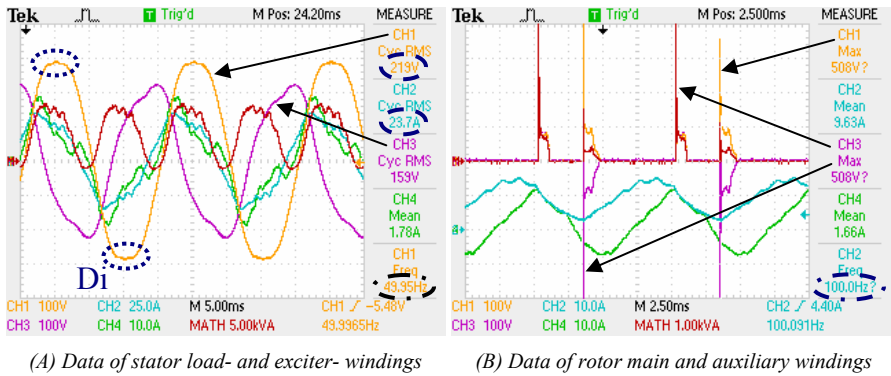 Tek Trig'd M Pos: 24.20ms MEASURE
CH1
Cyc RMS
219V
CH2
Cyc RMS
23.7A
CH3
Cyc RMS
159V
CH4
Mean
1.78A
CH1
Freq
49.95Hz
Di
CH1 100V CH2 25.0A M 5.00ms CH1 -5.48V
CH3 100V CH4 10.0A MATH 5.00kVA 49.9965Hz
(A) Data of stator load- and exciter- windings
Tek Trig'd M Pos: 2.500ms MEASURE
CH1
Max
508V?
CH2
Mean
9.63A
CH3
Max
508V?
CH4
Mean
1.66A
CH2
Freq
100.0Hz?
CH1 100V CH2 10.0A M 2.50ms CH2 4.40A
CH3 100V CH4 10.0A MATH 1.00kVA 100.091Hz
(B) Data of rotor main and auxiliary windings